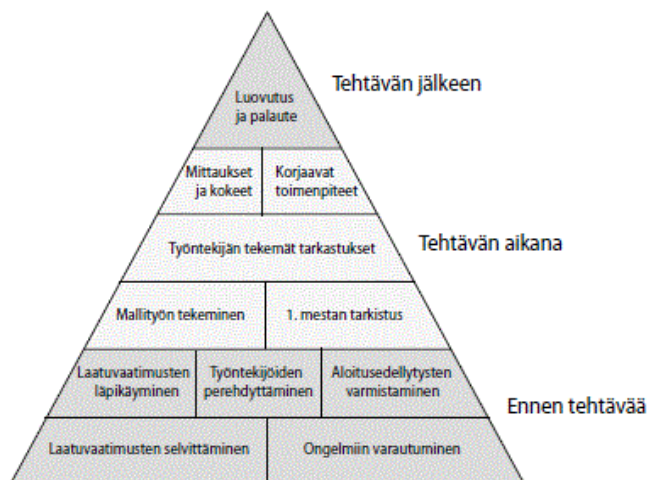 Luovutus
ja palaute
Tehtävän jälkeen
Mittaukset
ja kokeet
Korjaavat
toimenpiteet
Työntekijän tekemät tarkastukset
Tehtävän aikana
Mallityön tekeminen
1. mestan tarkistus
Laatuvaatimusten
läpikäyminen
Työntekijöiden
perehdyttäminen
Aloitusedellytysten
varmistaminen
Ennen tehtävää
Laatuvaatimusten selvittäminen
Ongelmiin varautuminen